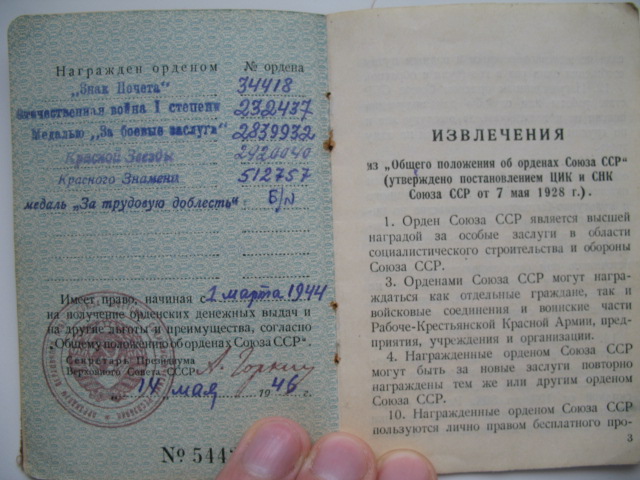 Награжден орденом № ордена
„Знак Почета" 34418
Отечественная война I степени 232437
Медалью „За боевые заслуги" 2839932
Красной Звезды 2420040
Красного Знамени 512757
медаль „За трудовую доблесть" Б/№
Имеет право, начиная с 1 марта 1944
на получение орденских денежных выдач и
на другие льготы и преимущества, согласно
„Общему положению об орденах Союза ССР".
Секретарь Президиума
Верховного Совета СССР А. Горкин
14 мая 1946 г.
№ 544
ИЗВЛЕЧЕНИЯ
из „Общего положения об орденах Союза ССР"
(утверждено постановлением ЦИК и СНК
Союза ССР от 7 мая 1928 г.).
1. Орден Союза ССР является высшей
наградой за особые заслуги в области
социалистического строительства и обороны
Союза ССР.
3. Орденами Союза ССР могут награ-
ждаться как отдельные граждане, так и
войсковые соединения и воинские части
Рабоче-Крестьянской Красной Армии, пред-
приятия, учреждения и организации.
4. Награжденные орденом Союза ССР
могут быть за новые заслуги повторно
награждены тем же или другим орденом
Союза ССР.
10. Награжденные орденом Союза ССР
пользуются лично правом бесплатного про-
3